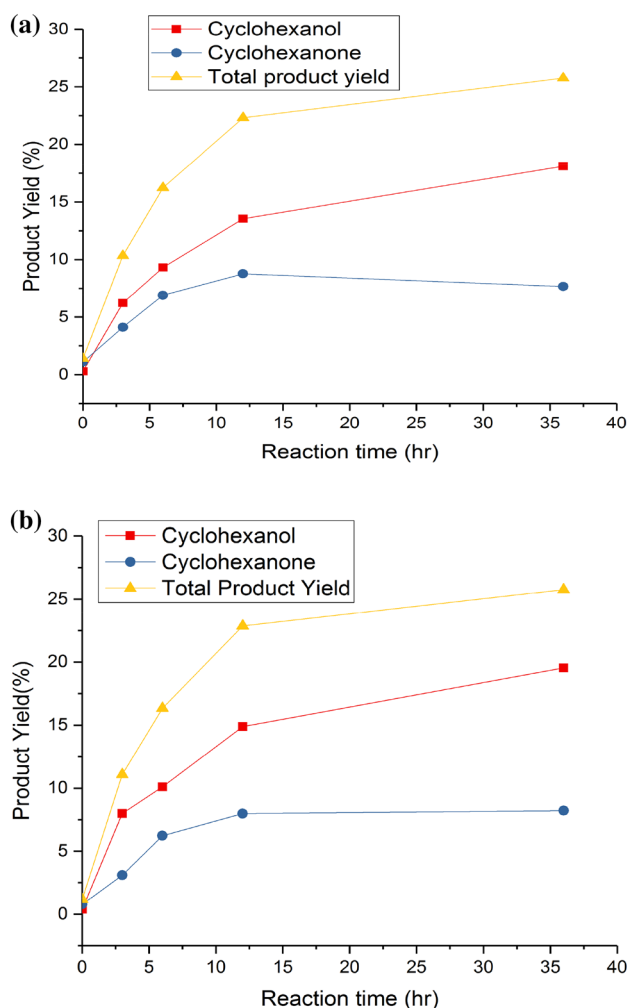 (a)
Cyclohexanol
Cyclohexanone
Total product yield
Product Yield (%)
30
25
20
15
10
5
0
0 5 10 15 20 25 30 35 40
Reaction time (hr)
(b)
Cyclohexanol
Cyclohexanone
Total Product Yield
Product Yield(%)
30
25
20
15
10
5
0
0 5 10 15 20 25 30 35 40
Reaction time (hr)